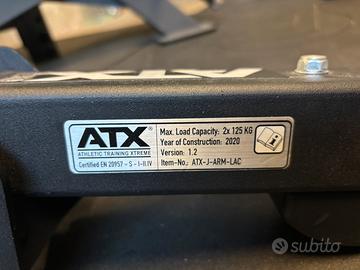 ATX
ATX®
ATHLETIC TRAINING XTREME
Certified EN 20957 – S – I-II.IV
Max. Load Capacity: 2x 125 KG
Year of Construction: 2020
Version: 1.2
Item-No.: ATX-J-ARM-LAC
subito